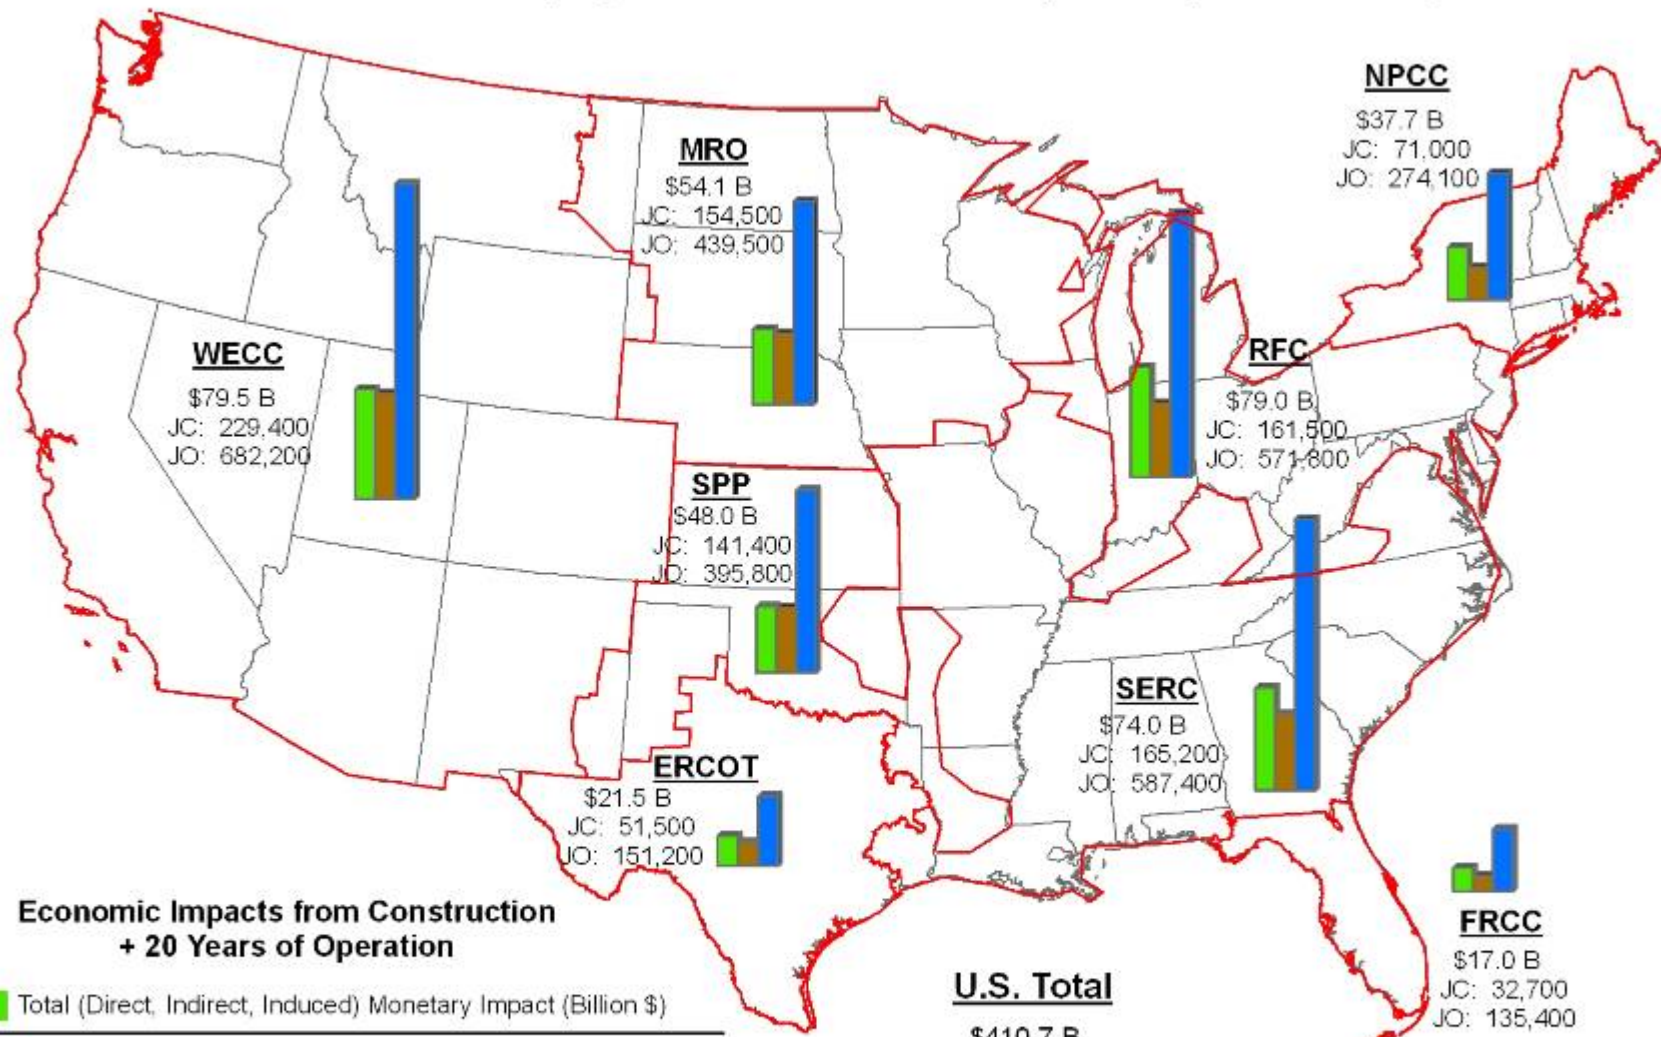 NPCC
$37.7 B
JC: 71,000
JO: 274,100
MRO
$54.1 B
JC: 154,500
JO: 439,500
WECC
$79.5 B
JC: 229,400
JO: 682,200
RFC
$79.0 B
JC: 161,500
JO: 571,800
SPP
$48.0 B
JC: 141,400
JO: 395,800
SERC
$74.0 B
JC: 165,200
JO: 587,400
ERCOT
$21.5 B
JC: 51,500
JO: 151,200
FRCC
$17.0 B
JC: 32,700
JO: 135,400
Economic Impacts from Construction
+ 20 Years of Operation
Total (Direct, Indirect, Induced) Monetary Impact (Billion $)
U.S. Total
$410.7 B